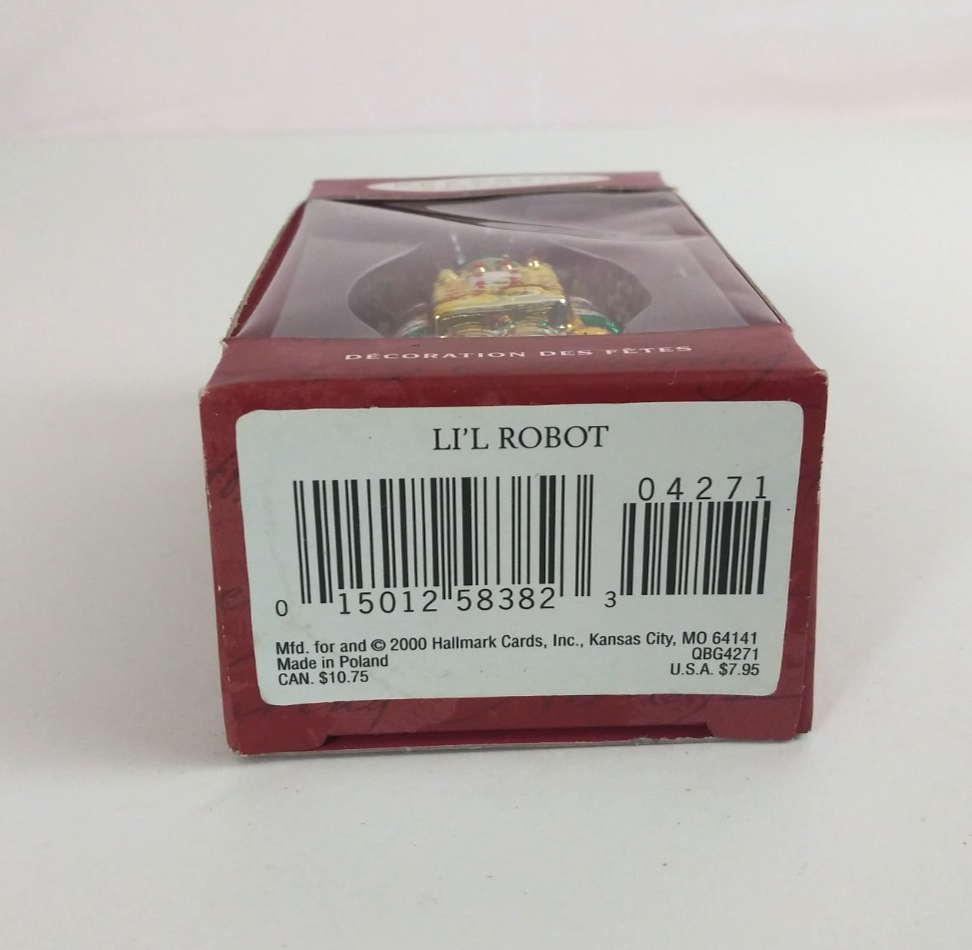 DÉCORATION DES FÊTES
LI'L ROBOT
04271
0 15012 58382 3
Mfd. for and © 2000 Hallmark Cards, Inc., Kansas City, MO 64141
Made in Poland QBG4271
CAN. $10.75 U.S.A. $7.95